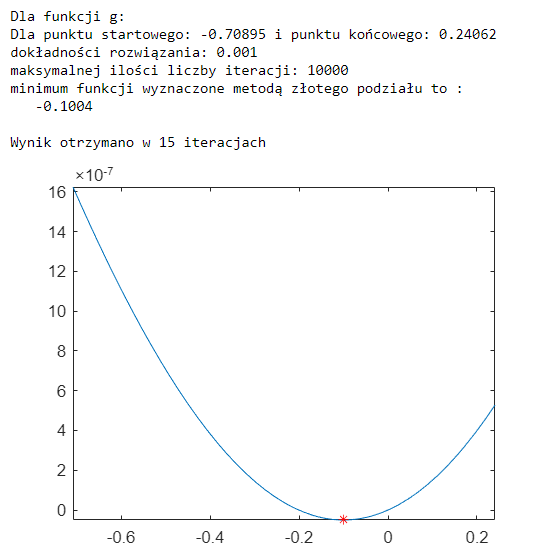 Dla funkcji g:
Dla punktu startowego: -0.70895 i punktu końcowego: 0.24062
dokładności rozwiązania: 0.001
maksymalnej ilości liczby iteracji: 10000
minimum funkcji wyznaczone metodą złotego podziału to :
-0.1004
Wynik otrzymano w 15 iteracjach
×10-7
16
14
12
10
8
6
4
2
0
-0.6 -0.4 -0.2 0 0.2